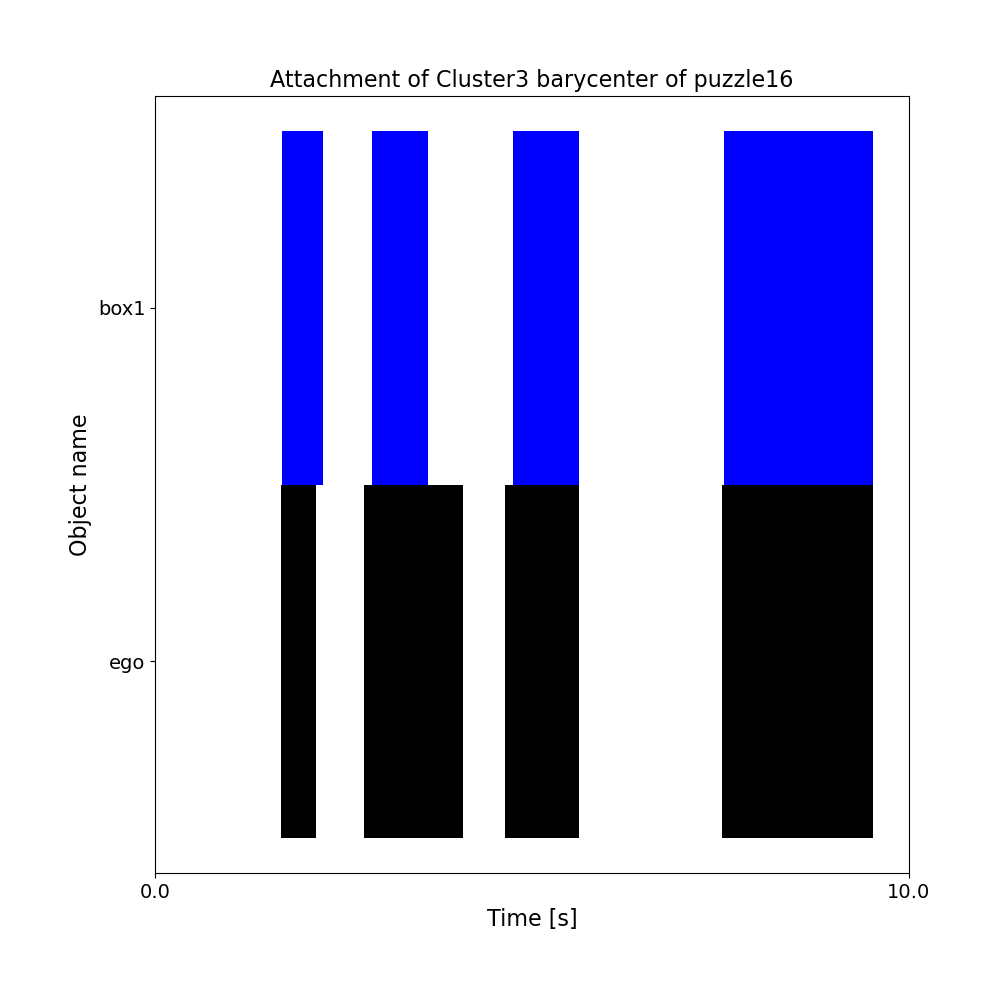 Attachment of Cluster3 barycenter of puzzle16
box1
Object name
ego
0.0
10.0
Time [s]